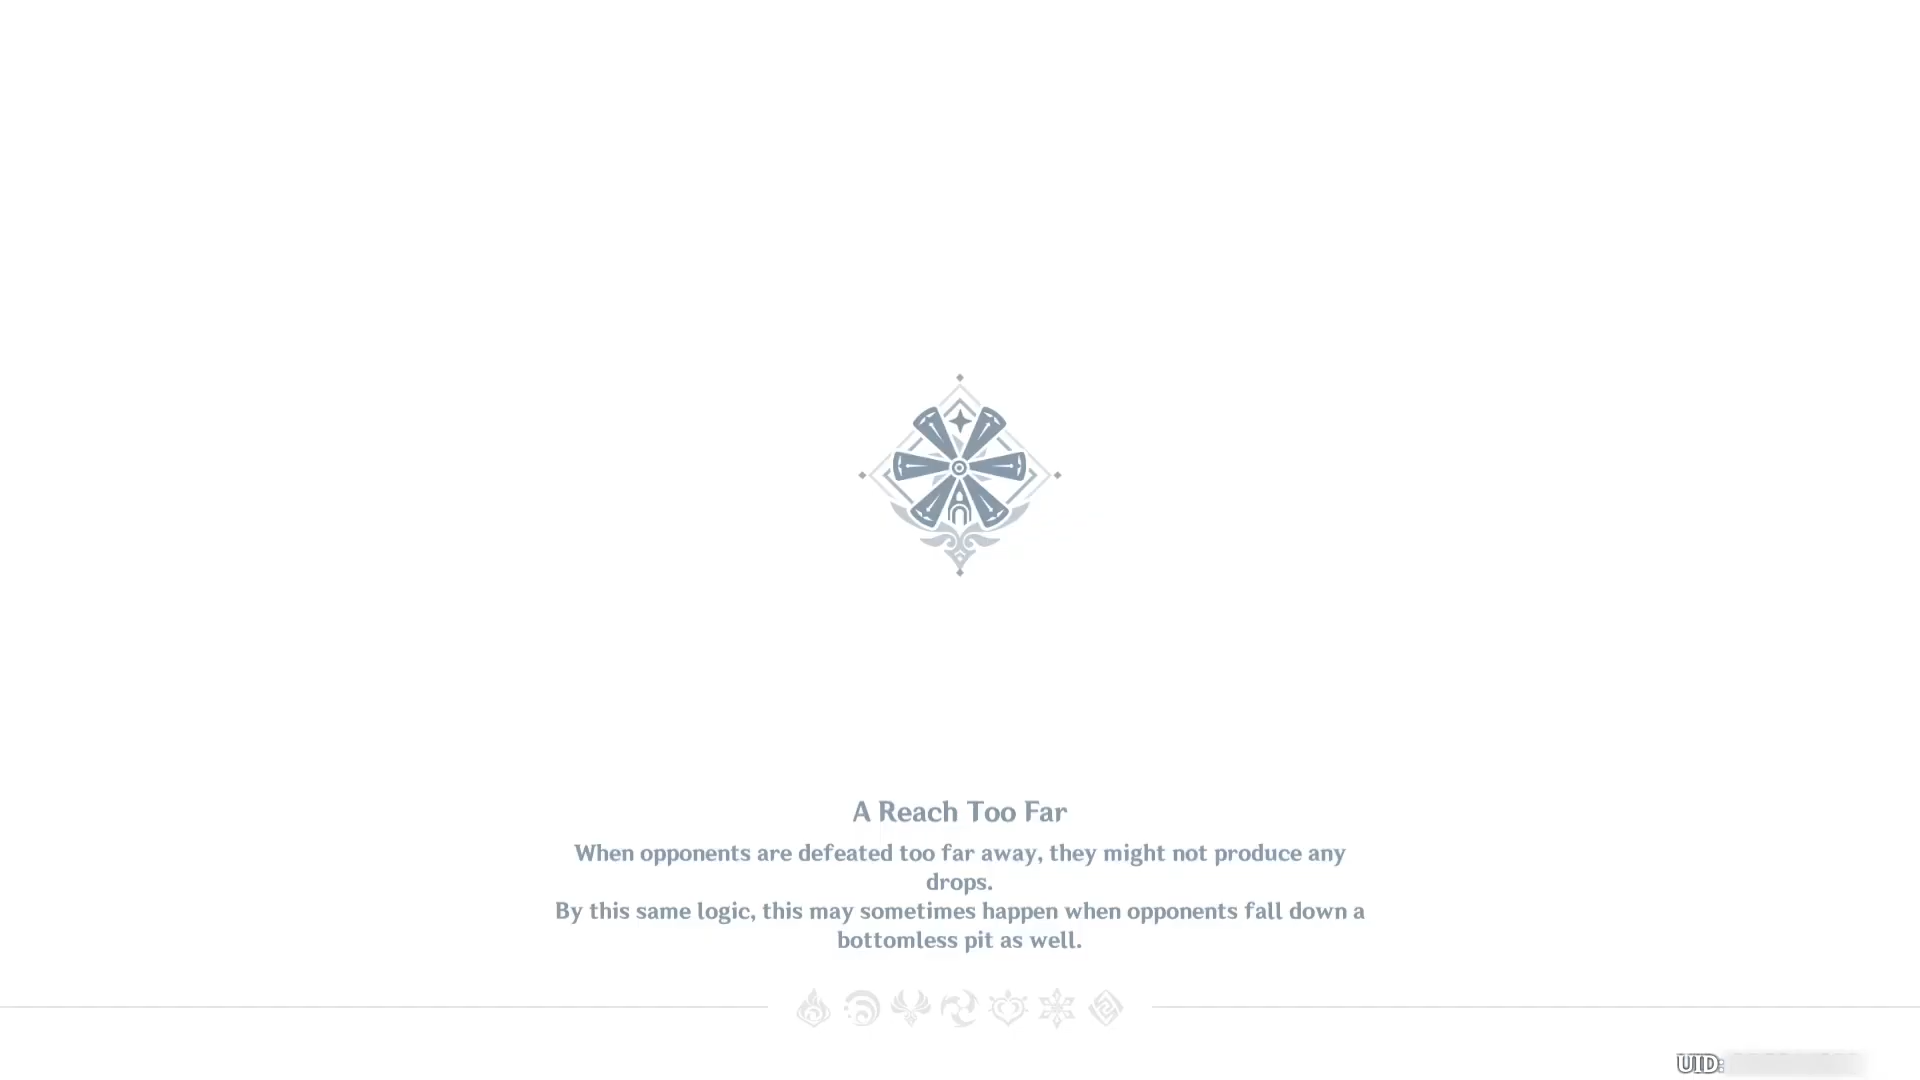 A Reach Too Far
When opponents are defeated too far away, they might not produce any
drops.
By this same logic, this may sometimes happen when opponents fall down a
bottomless pit as well.
UID: